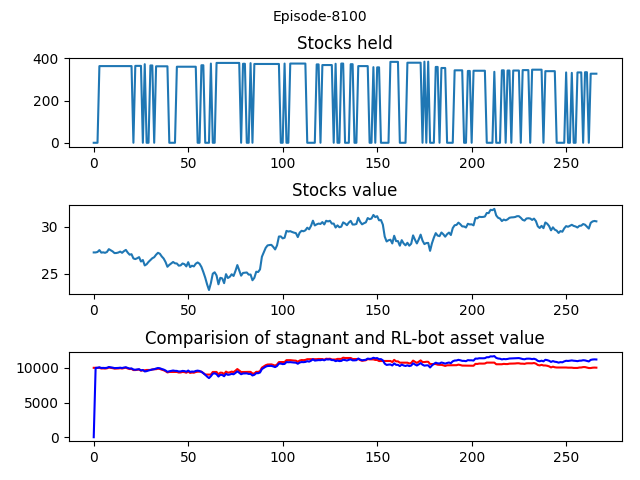 Episode-8100
Stocks held
400
200
0
0 50 100 150 200 250
Stocks value
30
25
0 50 100 150 200 250
Comparision of stagnant and RL-bot asset value
10000
5000
0
0 50 100 150 200 250